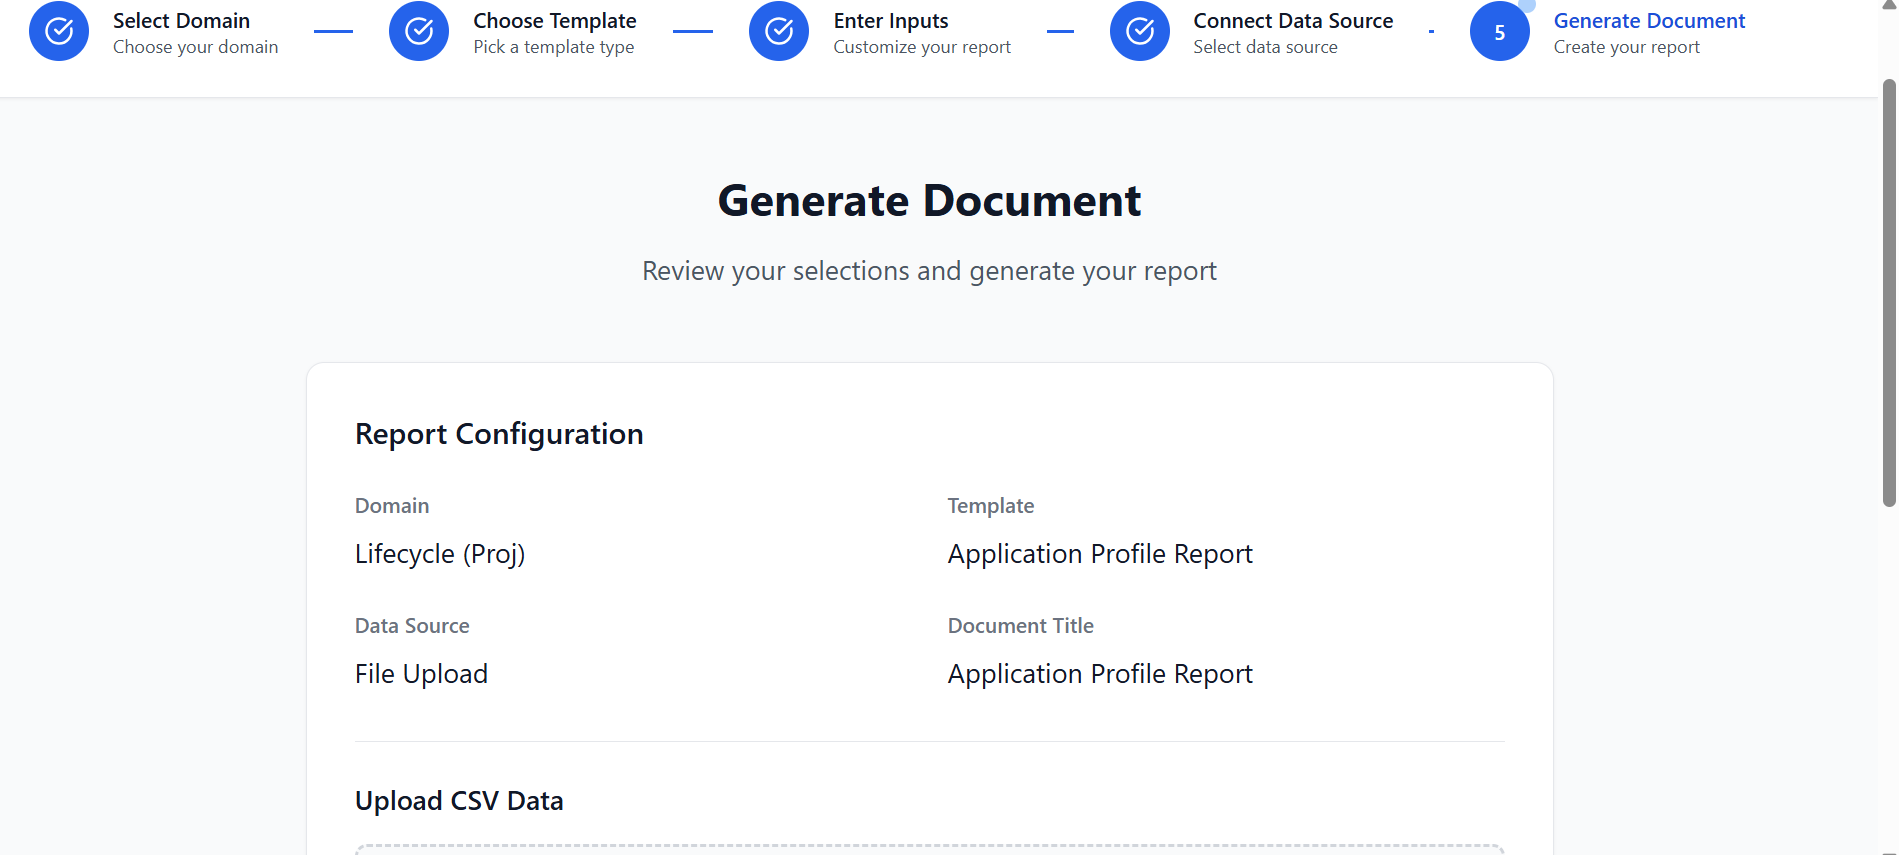 Select Domain
Choose your domain
Choose Template
Pick a template type
Enter Inputs
Customize your report
Connect Data Source
Select data source
5
Generate Document
Create your report
Generate Document
Review your selections and generate your report
Report Configuration
Domain
Lifecycle (Proj)
Template
Application Profile Report
Data Source
File Upload
Document Title
Application Profile Report
Upload CSV Data